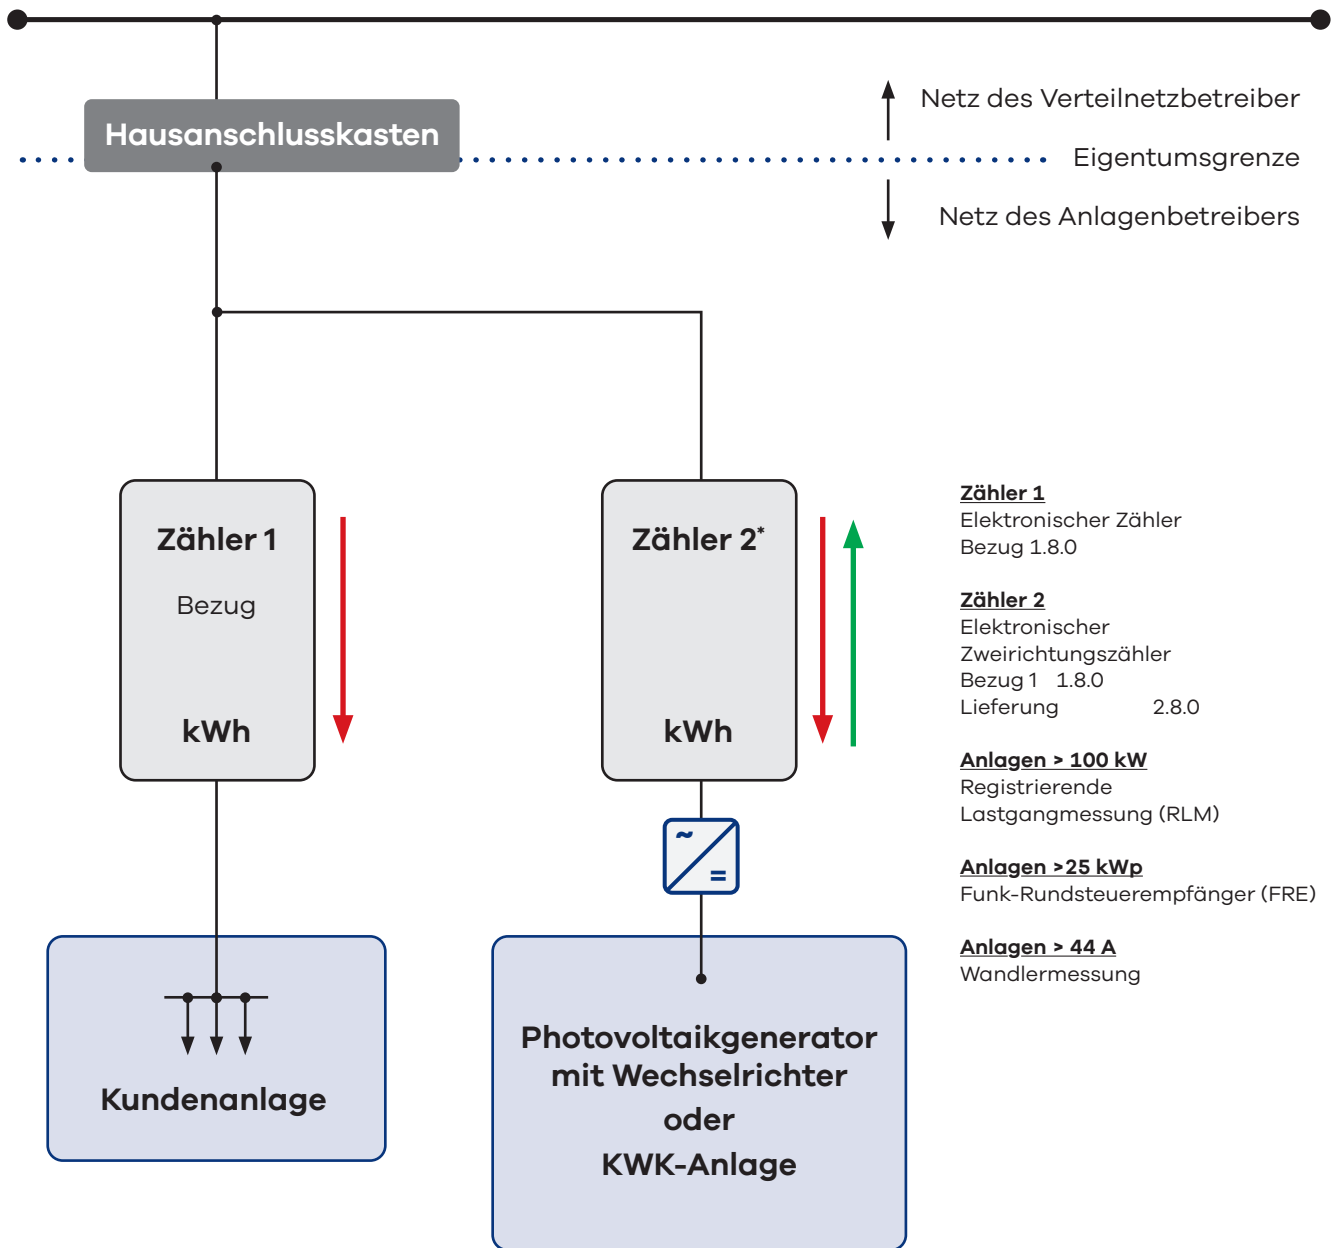 Hausanschlusskasten
Netz des Verteilnetzbetreiber
Eigentumsgrenze
Netz des Anlagenbetreibers
Zähler 1
Bezug
kWh
Zähler 2*
kWh
~
=
Zähler 1
Elektronischer Zähler
Bezug 1.8.0
Zähler 2
Elektronischer
Zweirichtungszähler
Bezug 1 1.8.0
Lieferung 2.8.0
Anlagen > 100 kW
Registrierende
Lastgangmessung (RLM)
Anlagen >25 kWp
Funk-Rundsteuerempfänger (FRE)
Anlagen > 44 A
Wandlermessung
Kundenanlage
Photovoltaikgenerator
mit Wechselrichter
oder
KWK-Anlage